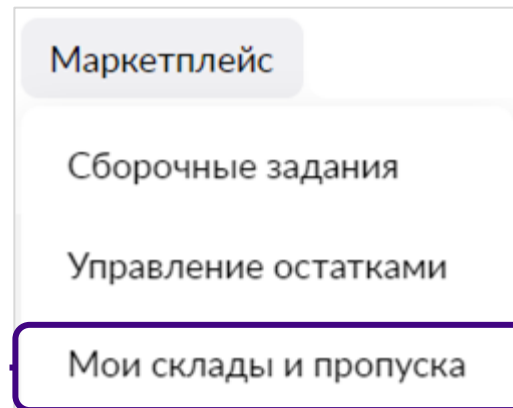 Маркетплейс
Сборочные задания
Управление остатками
Мои склады и пропуска